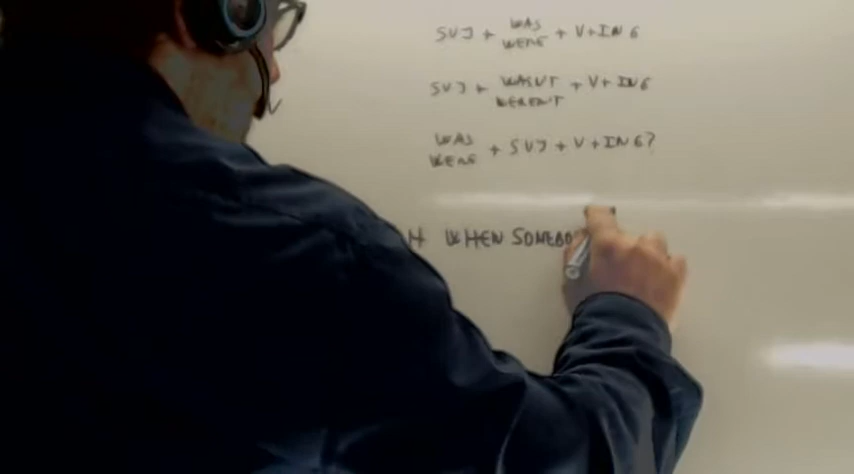 SUJ + WAS WERE + V+ING
SUJ + WASN'T WEREN'T + V+ING
WAS WERE + SUJ + V+ING?
WHEN SOMEBO